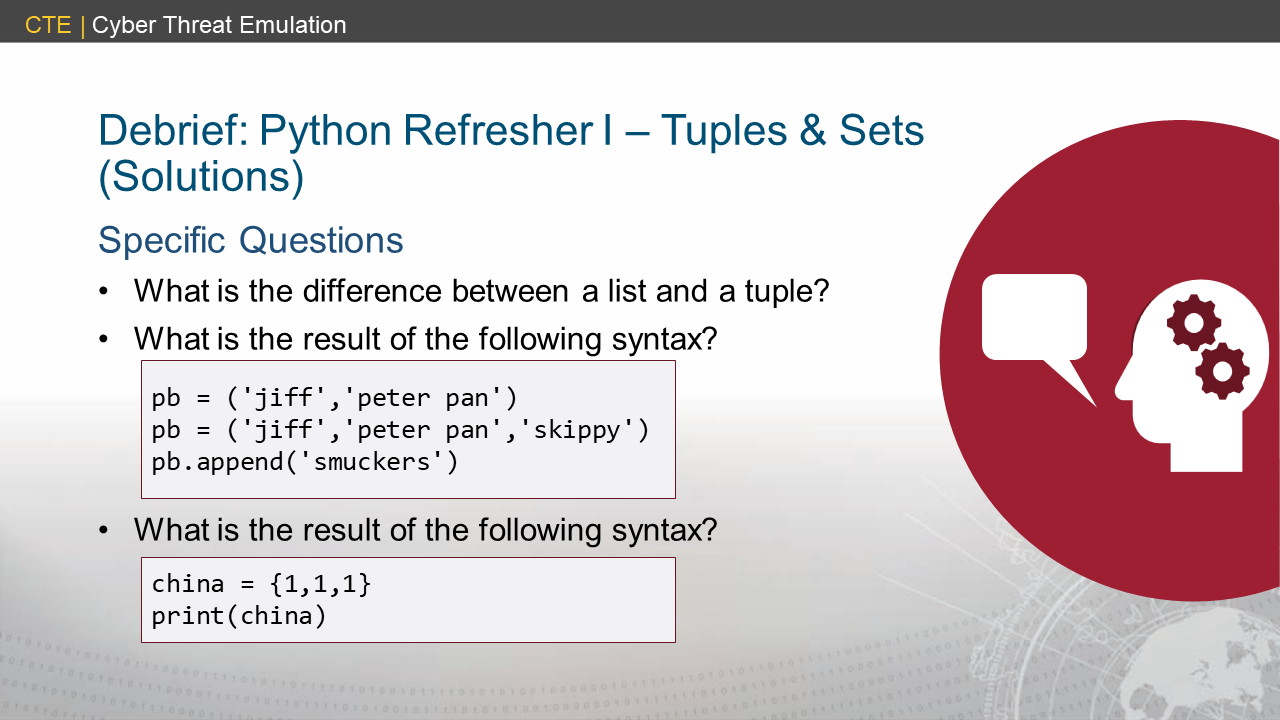 CTE | Cyber Threat Emulation
Debrief: Python Refresher I – Tuples & Sets
(Solutions)
Specific Questions
• What is the difference between a list and a tuple?
• What is the result of the following syntax?
pb = ('jiff','peter pan')
pb = ('jiff','peter pan','skippy')
pb.append('smuckers')
• What is the result of the following syntax?
china = {1,1,1}
print(china)